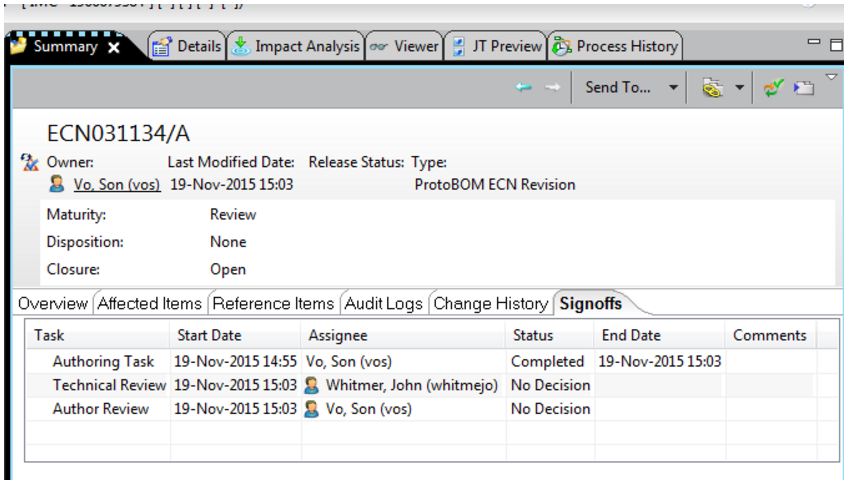 Summary
Details
Impact Analysis
Viewer
JT Preview
Process History
Send To...
ECN031134/A
Owner: Last Modified Date: Release Status: Type:
Vo, Son (vos) 19-Nov-2015 15:03 ProtoBOM ECN Revision
Maturity: Review
Disposition: None
Closure: Open
Overview Affected Items Reference Items Audit Logs Change History Signoffs
Task Start Date Assignee Status End Date Comments
Authoring Task 19-Nov-2015 14:55 Vo, Son (vos) Completed 19-Nov-2015 15:03
Technical Review 19-Nov-2015 15:03 Whitmer, John (whitmejo) No Decision
Author Review 19-Nov-2015 15:03 Vo, Son (vos) No Decision